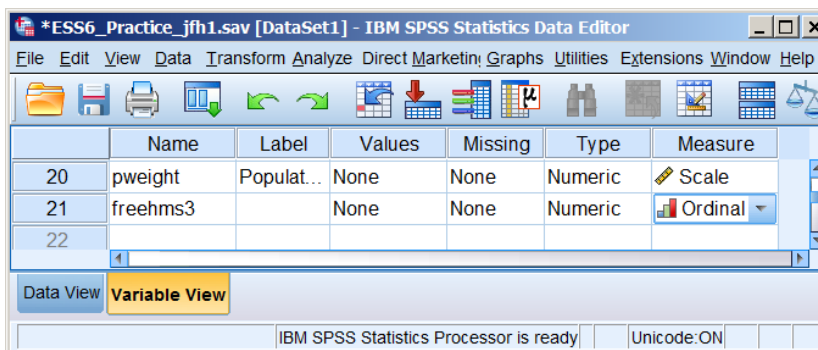 *ESS6_Practice_jfh1.sav [DataSet1] - IBM SPSS Statistics Data Editor
File Edit View Data Transform Analyze Direct Marketin Graphs Utilities Extensions Window Help
Name Label Values Missing Type Measure
20 pweight Populat... None None Numeric Scale
21 freehms3 None None Numeric Ordinal
22
Data View Variable View
IBM SPSS Statistics Processor is ready Unicode:ON